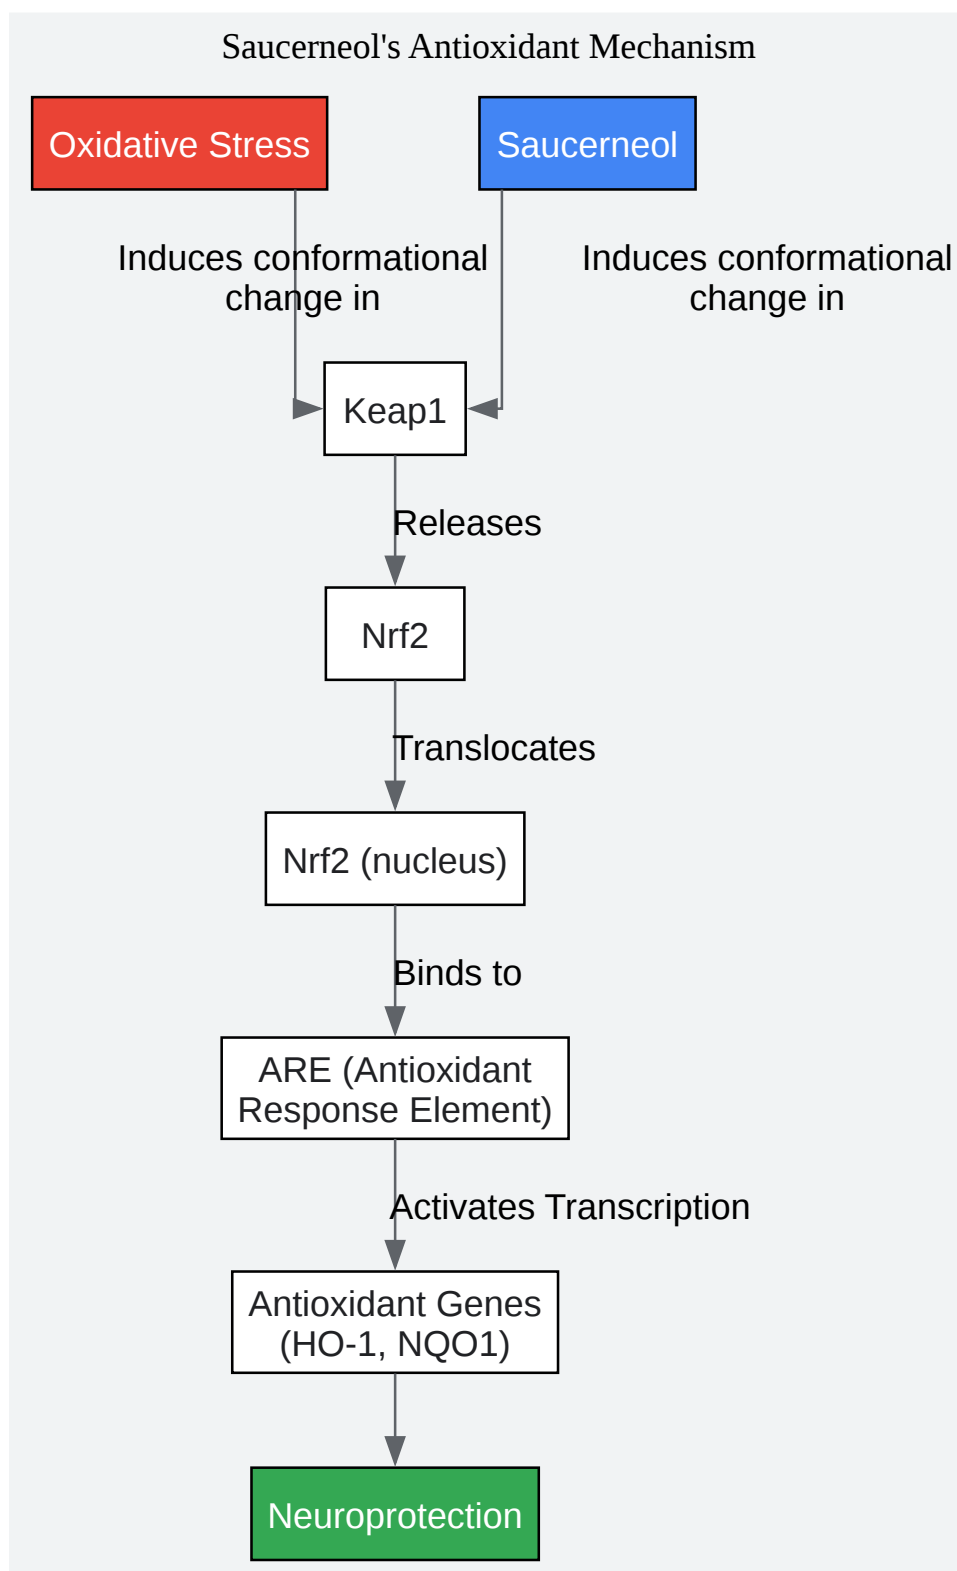 Saucerneol's Antioxidant Mechanism
Oxidative Stress
Saucerneol
Induces conformational
change in
Induces conformational
change in
Keap1
Releases
Nrf2
Translocates
Nrf2 (nucleus)
Binds to
ARE (Antioxidant
Response Element)
Activates Transcription
Antioxidant Genes
(HO-1, NQO1)
Neuroprotection